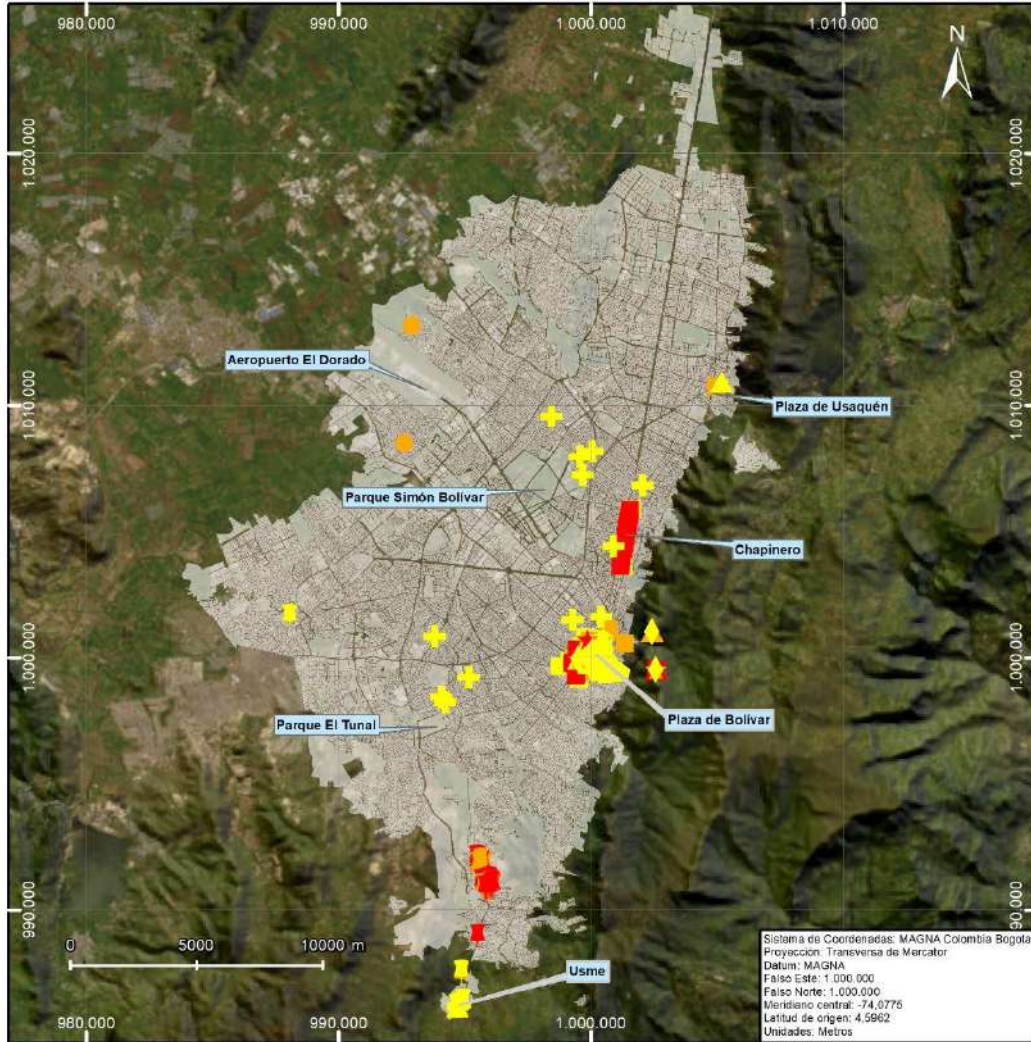 980.000 990.000 1.000.000 1.010.000
N
1.020.000 1.020.000
Aeropuerto El Dorado
1.010.000 1.010.000
Plaza de Usaquén
Parque Simón Bolívar
Chapinero
1.000.000 1.000.000
Plaza de Bolívar
Parque El Tunal
990.000 990.000
0 5000 10000 m
Usme
Sistema de Coordenadas: MAGNA Colombia Bogota
Proyección: Transversa de Mercator
Datum: MAGNA
Falso Este: 1.000.000
Falso Norte: 1.000.000
Meridiano central: -74,0775
Latitud de origen: 4,5962
Unidades: Metros
980.000 990.000 1.000.000 1.010.000